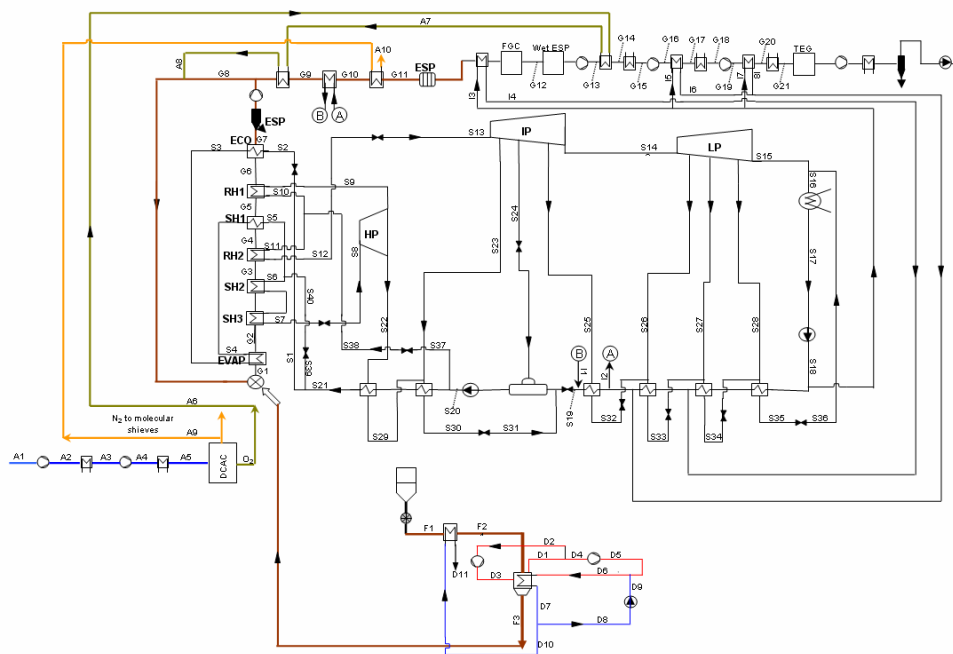 A7
A10
G8
A8
G9
G10
G11
ESP
FGC
Wet ESP
G12
G13
G14
G15
G16
G17
G18
G19
G20
G21
TEG
I3
I4
I5
I6
I7
I8
B
A
ESP
ECO
G7
S3
S2
G6
RH1
S9
S10
G5
SH1
S5
G4
S11
RH2
S12
G3
S6
SH2
S40
SH3
S7
G2
S4
EVAP
G1
S1
S39
HP
S8
S22
S13
IP
S14
LP
S15
S16
S17
S18
S23
S24
S25
S26
S27
S28
S38
S37
S21
S20
S19
B
A
I1
I2
S29
S30
S31
S32
S33
S34
S35
S36
A6
N2 to molecular
shieves
A9
O2
DCAC
A1
A2
A3
A4
A5
F1
F2
D11
D2
D1
D4
D5
D3
D6
D9
D7
D8
F3
D10